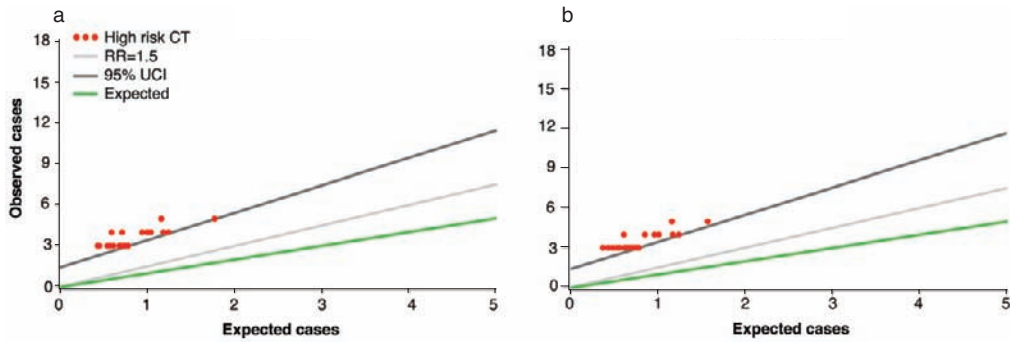 a
18
15
12
9
6
3
0
Observed cases
High risk CT
RR=1.5
95% UCI
Expected
0 1 2 3 4 5
Expected cases
b
18
15
12
9
6
3
0
0 1 2 3 4 5
Expected cases